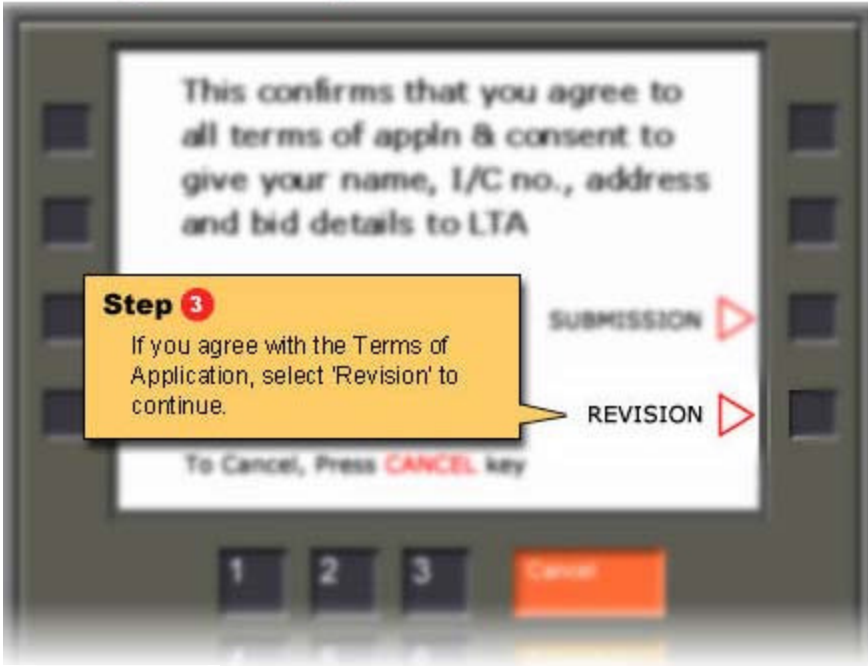 This confirms that you agree to
all terms of appln & consent to
give your name, I/C no., address
and bid details to LTA
Step 3
If you agree with the Terms of
Application, select 'Revision' to
continue.
SUBMISSION
REVISION
To Cancel, Press CANCEL key
1 2 3 Cancel